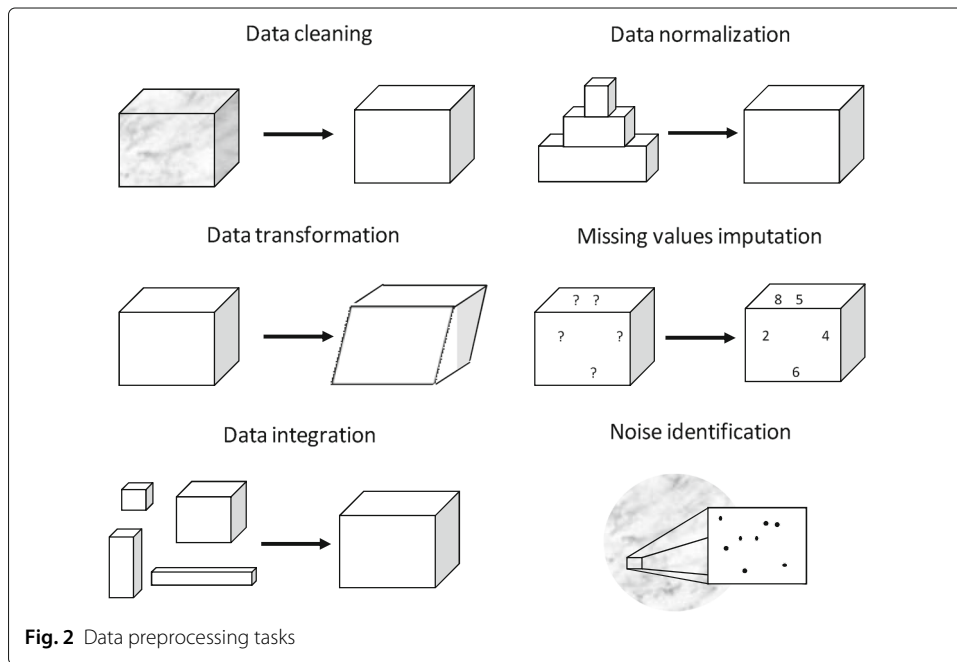 Data cleaning
Data normalization
Data transformation
Missing values imputation
? ?
? ?
?
8 5
2 4
6
Data integration
Noise identification
Fig. 2 Data preprocessing tasks